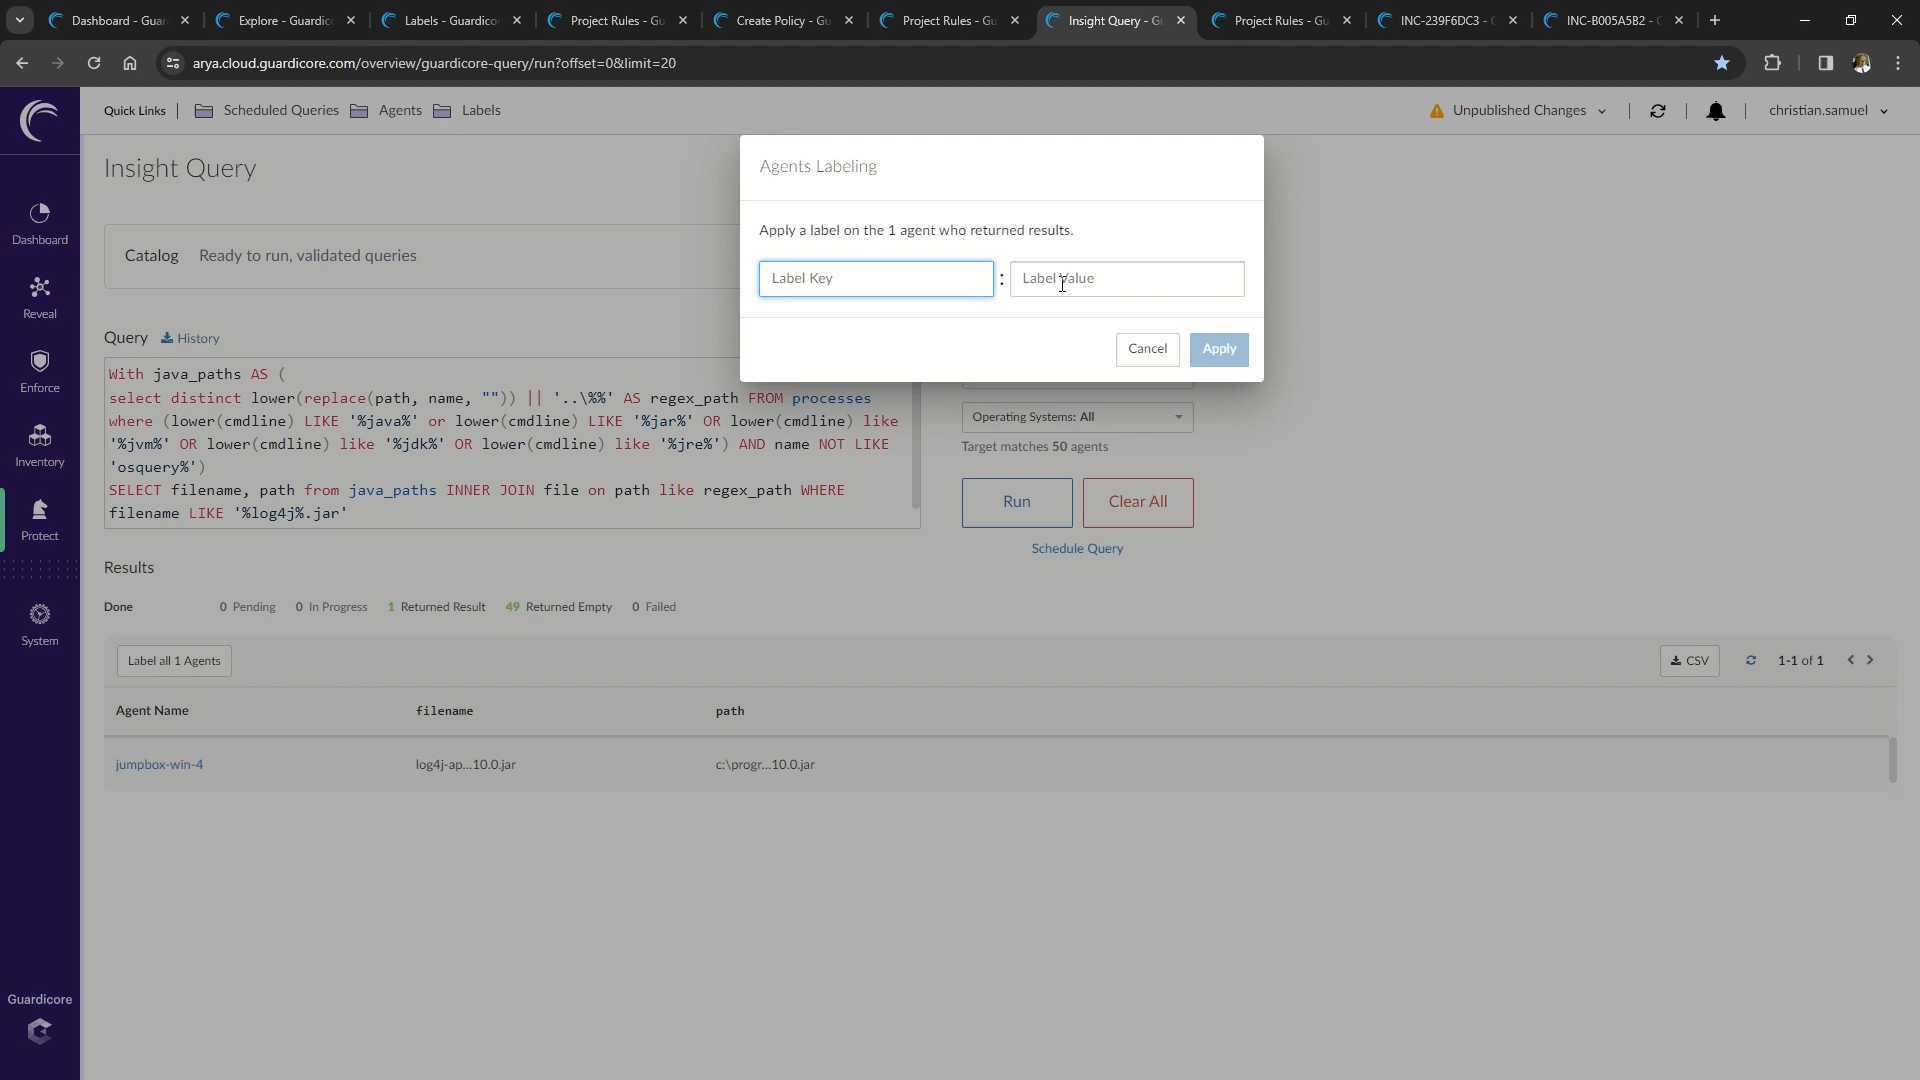 Dashboard - Guar
Explore - Guardic
Labels - Guardicor
Project Rules - Gu
Create Policy - Gu
Project Rules - Gu
Insight Query - Gu
Project Rules - Gu
INC-239F6DC3 - G
INC-B005A5B2 - G
arya.cloud.guardicore.com/overview/guardicore-query/run?offset=0&limit=20
Quick Links
Scheduled Queries
Agents
Labels
Unpublished Changes
christian.samuel
Dashboard
Reveal
Enforce
Inventory
Protect
System
Guardicore
Insight Query
Agents Labeling
Apply a label on the 1 agent who returned results.
Label Key : Label Value
Cancel
Apply
Catalog Ready to run, validated queries
Query History
With java_paths AS (
select distinct lower(replace(path, name, "")) || '..\%%' AS regex_path FROM processes
where (lower(cmdline) LIKE '%java%' or lower(cmdline) LIKE '%jar%' OR lower(cmdline) like
'%jvm%' OR lower(cmdline) like '%jdk%' OR lower(cmdline) like '%jre%') AND name NOT LIKE
'osquery%')
SELECT filename, path from java_paths INNER JOIN file on path like regex_path WHERE
filename LIKE '%log4j%.jar'
Operating Systems: All
Target matches 50 agents
Run
Clear All
Schedule Query
Results
Done 0 Pending 0 In Progress 1 Returned Result 49 Returned Empty 0 Failed
Label all 1 Agents
CSV
1-1 of 1
Agent Name filename path
jumpbox-win-4 log4j-ap...10.0.jar c:\progr...10.0.jar